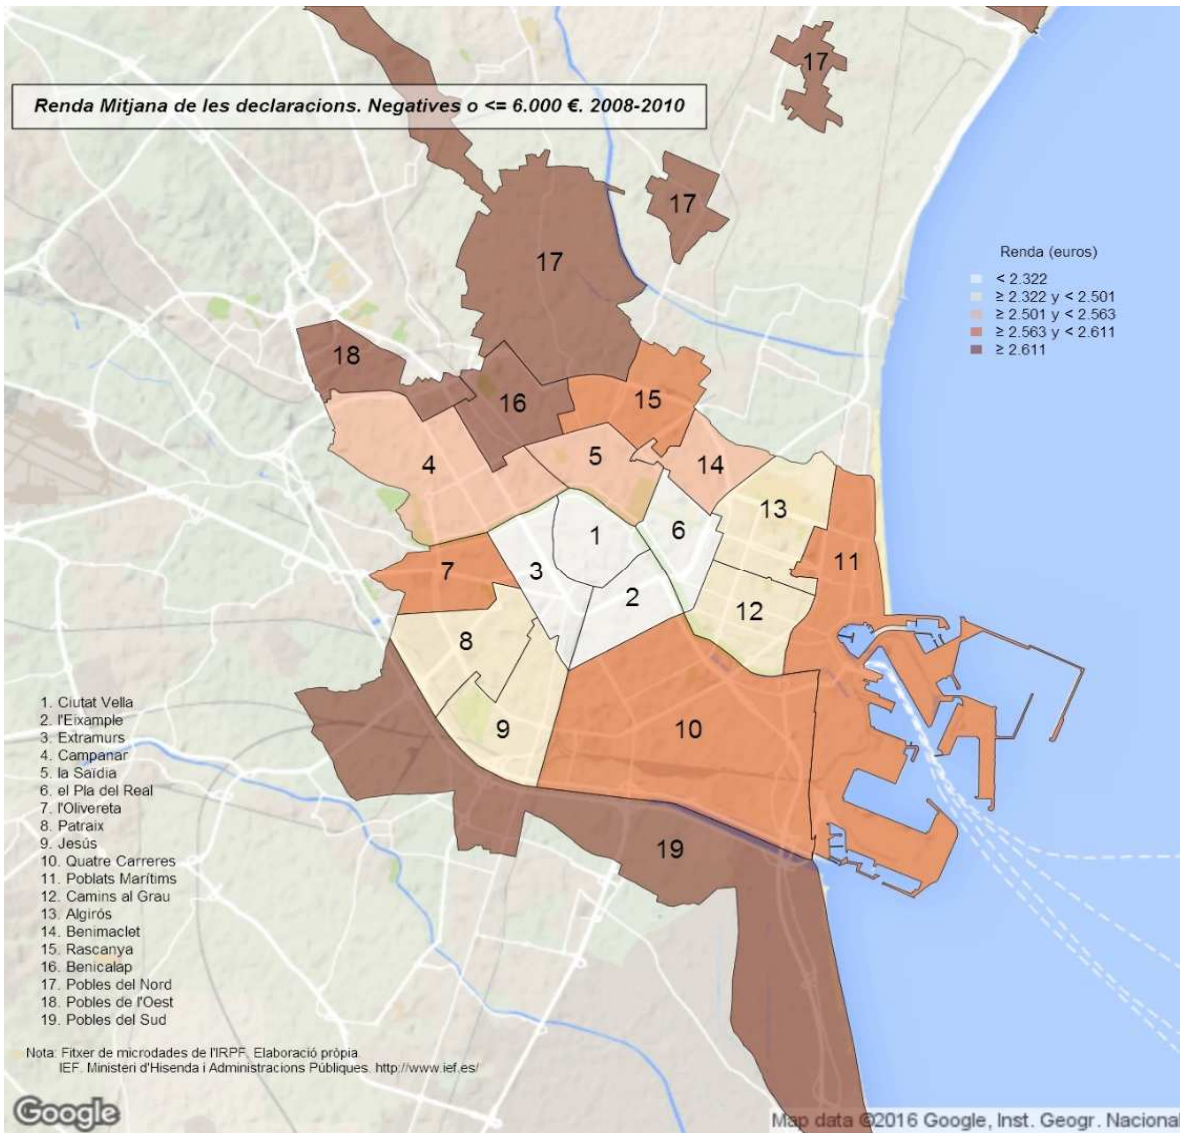 Renda Mitjana de les declaracions. Negatives o <= 6.000 €. 2008-2010
17
17
17
Renda (euros)
< 2.322
≥ 2.322 y < 2.501
≥ 2.501 y < 2.563
≥ 2.563 y < 2.611
≥ 2.611
18
16
15
4
5
14
13
6
1
3
2
7
11
12
8
9
10
19
1. Ciutat Vella
2. l'Eixample
3. Extramurs
4. Campanar
5. la Saïdia
6. el Pla del Real
7. l'Olivereta
8. Patraix
9. Jesús
10. Quatre Carreres
11. Poblats Marítims
12. Camins al Grau
13. Algirós
14. Benimaclet
15. Rascanya
16. Benicalap
17. Pobles del Nord
18. Pobles de l'Oest
19. Pobles del Sud
Nota: Fitxer de microdades de l'IRPF. Elaboració pròpia.
IEF. Ministeri d'Hisenda i Administracions Públiques. http://www.ief.es/
Google
Map data ©2016 Google, Inst. Geogr. Nacional